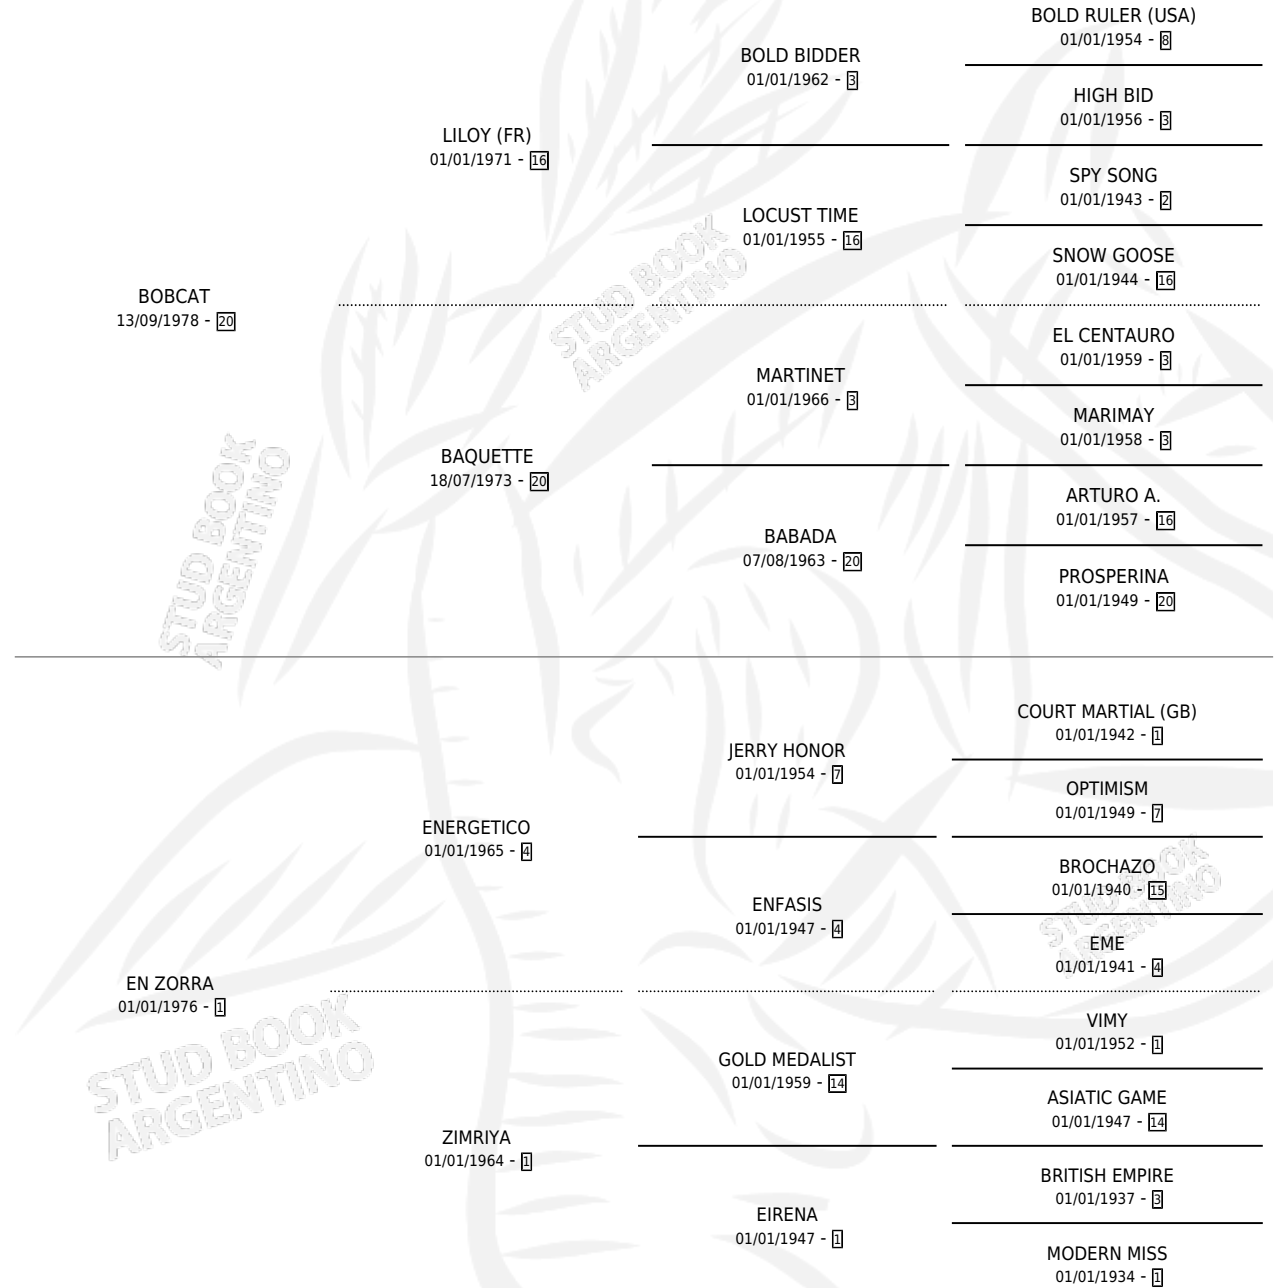 BOLD RULER (USA)
01/01/1954 - 8
BOLD BIDDER
01/01/1962 - 3
HIGH BID
01/01/1956 - 3
LILOY (FR)
01/01/1971 - 16
SPY SONG
01/01/1943 - 2
LOCUST TIME
01/01/1955 - 16
SNOW GOOSE
01/01/1944 - 16
BOBCAT
13/09/1978 - 20
STUD BOOK
ARGENTINO
EL CENTAURO
01/01/1959 - 3
MARTINET
01/01/1966 - 3
MARIMAY
01/01/1958 - 3
BAQUETTE
18/07/1973 - 20
ARTURO A.
01/01/1957 - 16
BABADA
07/08/1963 - 20
PROSPERINA
01/01/1949 - 20
STUD BOOK
ARGENTINO
COURT MARTIAL (GB)
01/01/1942 - 1
JERRY HONOR
01/01/1954 - 7
OPTIMISM
01/01/1949 - 7
ENERGETICO
01/01/1965 - 4
BROCHAZO
01/01/1940 - 15
ENFASIS
01/01/1947 - 4
STUD BOOK
ARGENTINO
EME
01/01/1941 - 4
EN ZORRA
01/01/1976 - 1
VIMY
01/01/1952 - 1
GOLD MEDALIST
01/01/1959 - 14
STUD BOOK
ARGENTINO
ASIATIC GAME
01/01/1947 - 14
ZIMRIYA
01/01/1964 - 1
BRITISH EMPIRE
01/01/1937 - 3
EIRENA
01/01/1947 - 1
MODERN MISS
01/01/1934 - 1